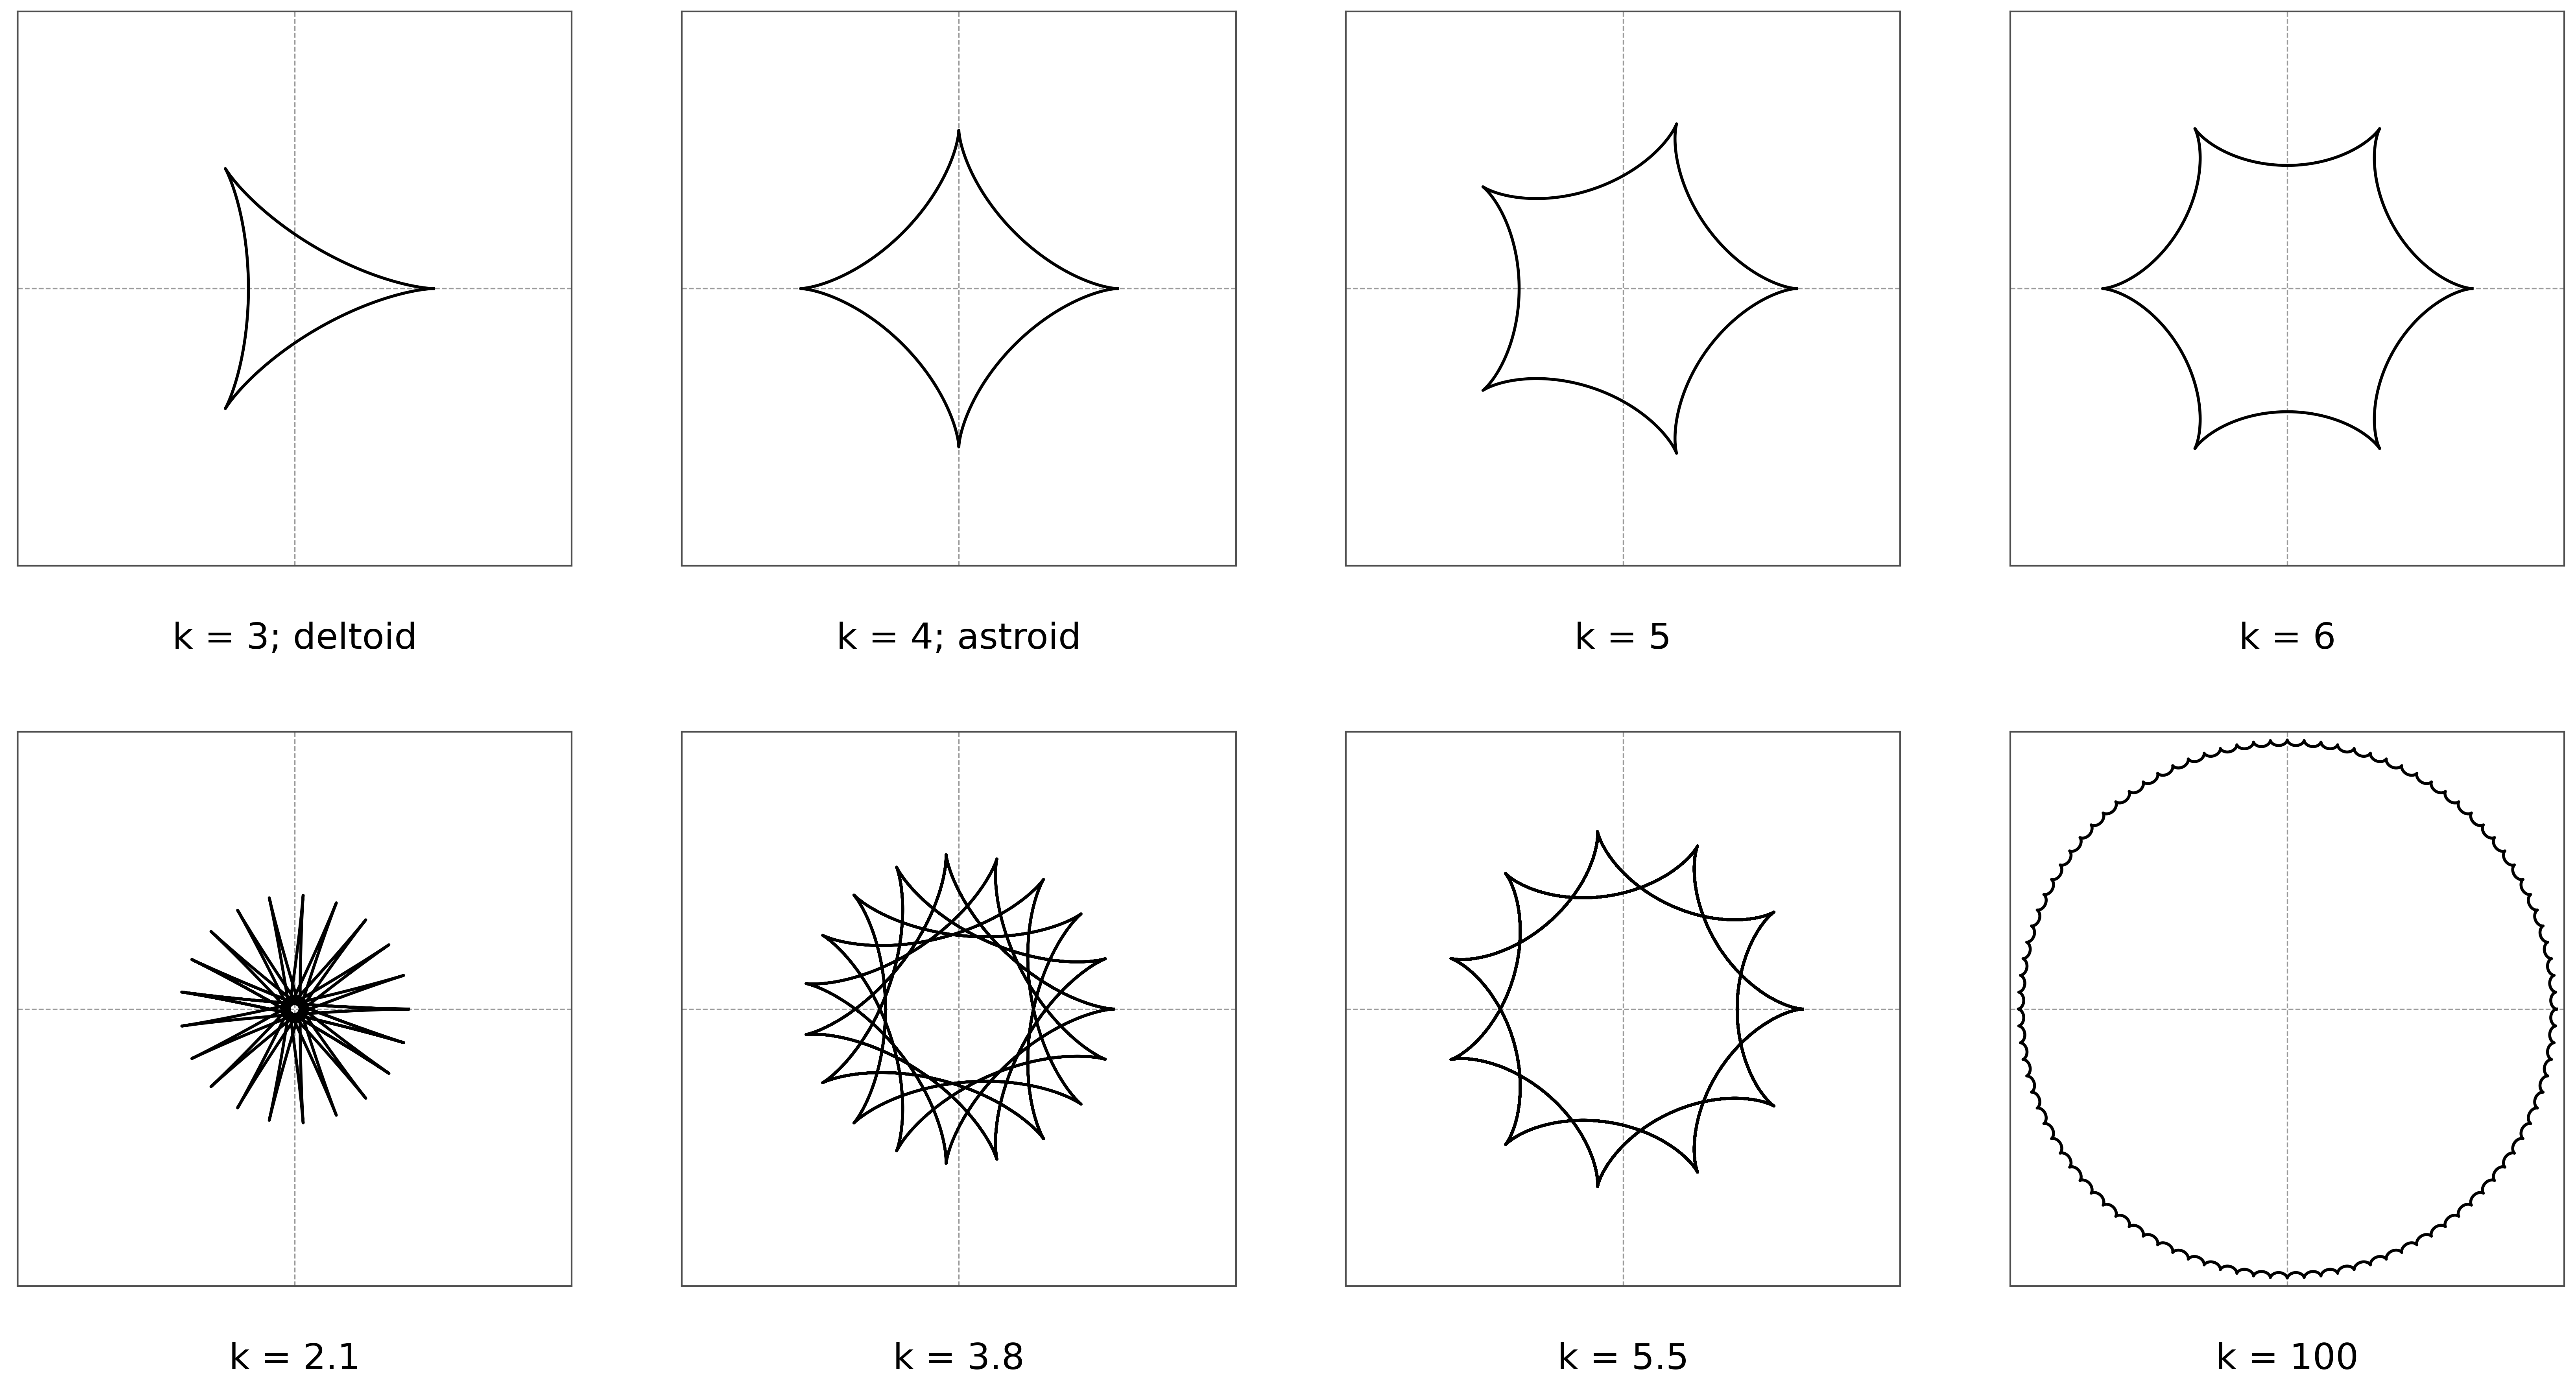 k = 3; deltoid
k = 4; astroid
k = 5
k = 6
k = 2.1
k = 3.8
k = 5.5
k = 100